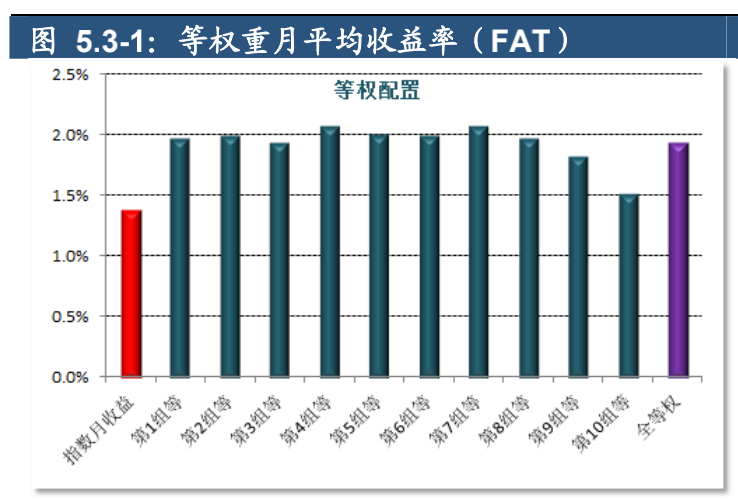 图 5.3-1：等权重月平均收益率（FAT）
等权配置
2.5%
2.0%
1.5%
1.0%
0.5%
0.0%
指数月收益
第1组等
第2组等
第3组等
第4组等
第5组等
第6组等
第7组等
第8组等
第9组等
第10组等
全等权